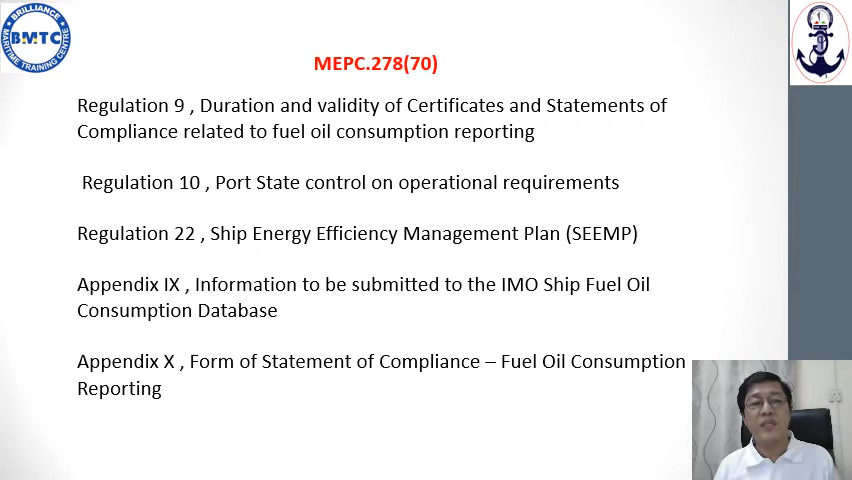 BRILLIANCE
BMTC
MARITIME TRAINING CENTRE
MEPC.278(70)
Regulation 9 , Duration and validity of Certificates and Statements of
Compliance related to fuel oil consumption reporting
Regulation 10 , Port State control on operational requirements
Regulation 22 , Ship Energy Efficiency Management Plan (SEEMP)
Appendix IX , Information to be submitted to the IMO Ship Fuel Oil
Consumption Database
Appendix X , Form of Statement of Compliance – Fuel Oil Consumption
Reporting